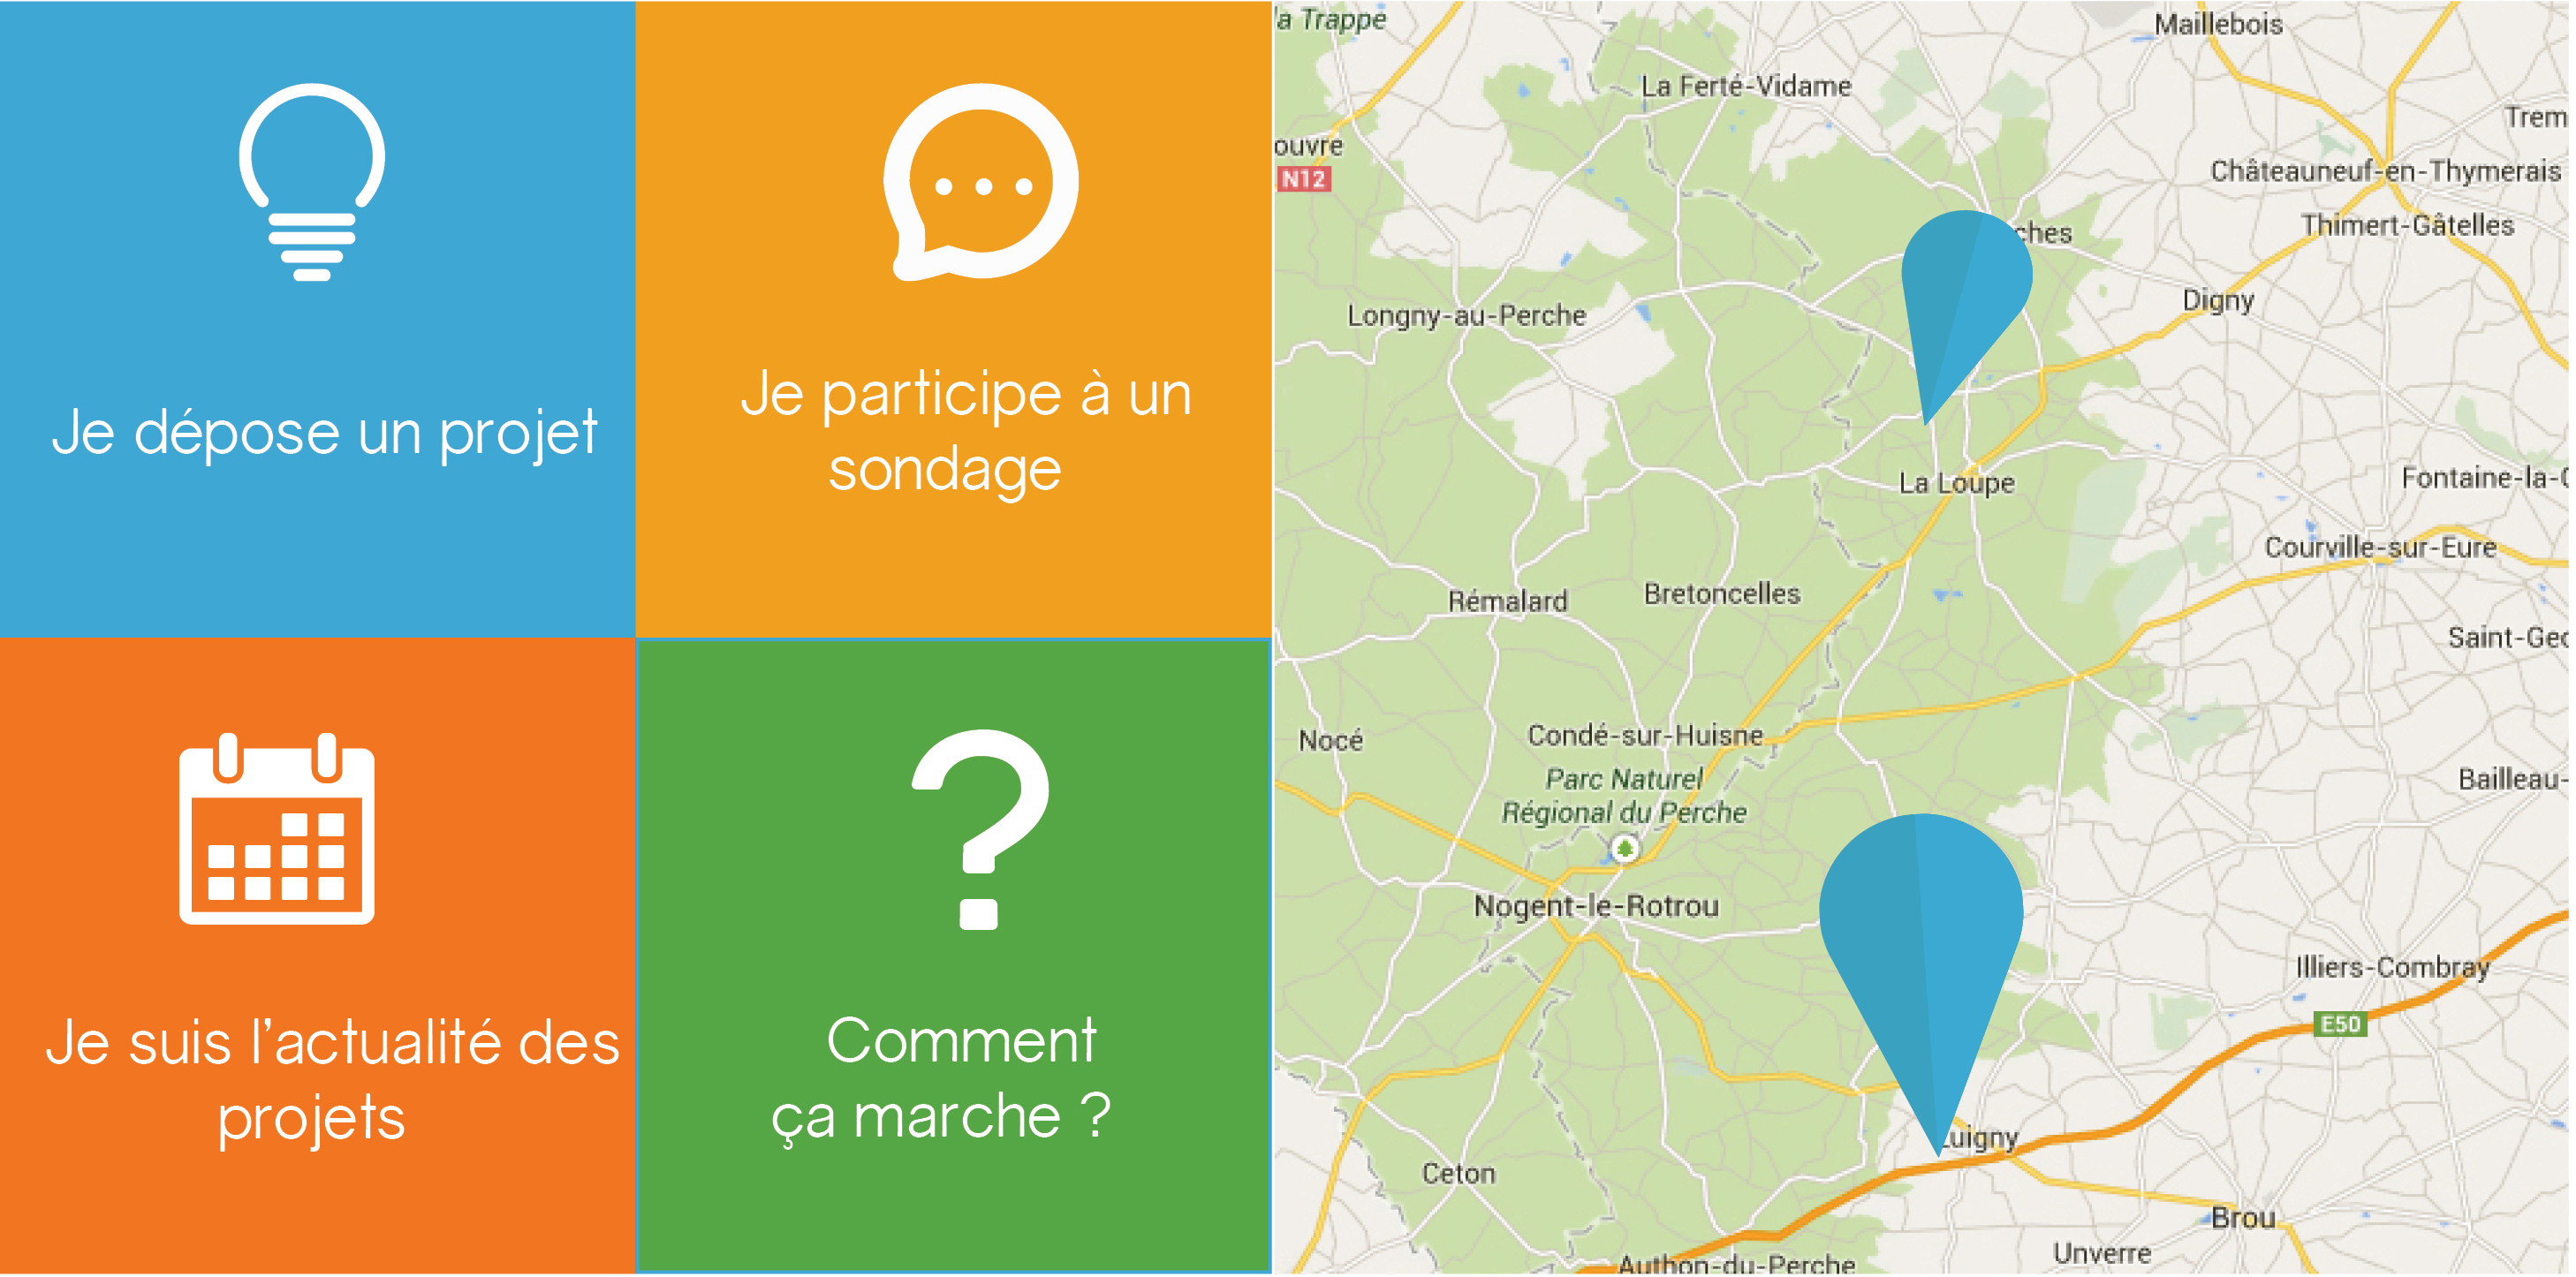 Je dépose un projet
Je participe à un
sondage
Je suis l'actualité des
projets
Comment
ça marche ?
la Trappe
Maillebois
La Ferté-Vidame
Trem
ouvre
N12
Châteauneuf-en-Thymerais
Thimert-Gâtelles
ches
Digny
Longny-au-Perche
La Loupe
Fontaine-la-
Courville-sur-Eure
Rémalard
Bretoncelles
Saint-Geo
Nocé
Condé-sur-Huisne
Parc Naturel
Régional du Perche
Bailleau-
Nogent-le-Rotrou
Illiers-Combray
E50
Luigny
Ceton
Brou
Unverre
Authon-du-Perche